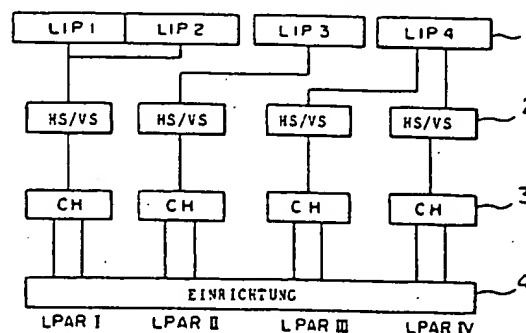 LIP 1 LIP 2 LIP 3 LIP 4
HS/VS HS/VS HS/VS HS/VS 2
CH CH CH CH 3
EINRICHTUNG 4
LPAR I LPAR II LPAR III LPAR IV